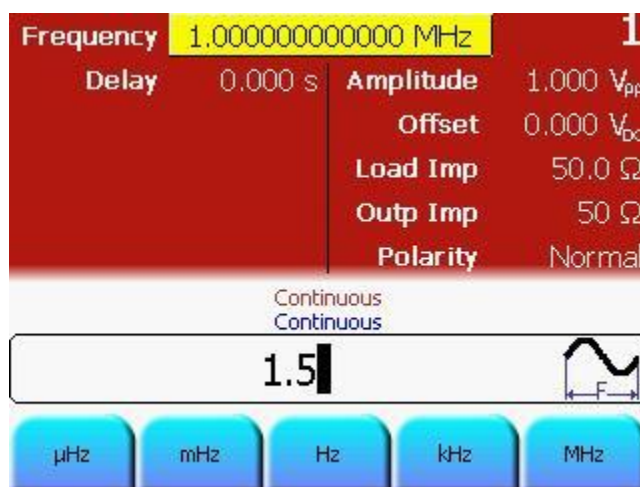 Frequency 1.000000000000 MHz 1
Delay 0.000 s Amplitude 1.000 Vpp
Offset 0.000 VDC
Load Imp 50.0 Ω
Outp Imp 50 Ω
Polarity Normal
Continuous
Continuous
1.5
F
µHz mHz Hz kHz MHz